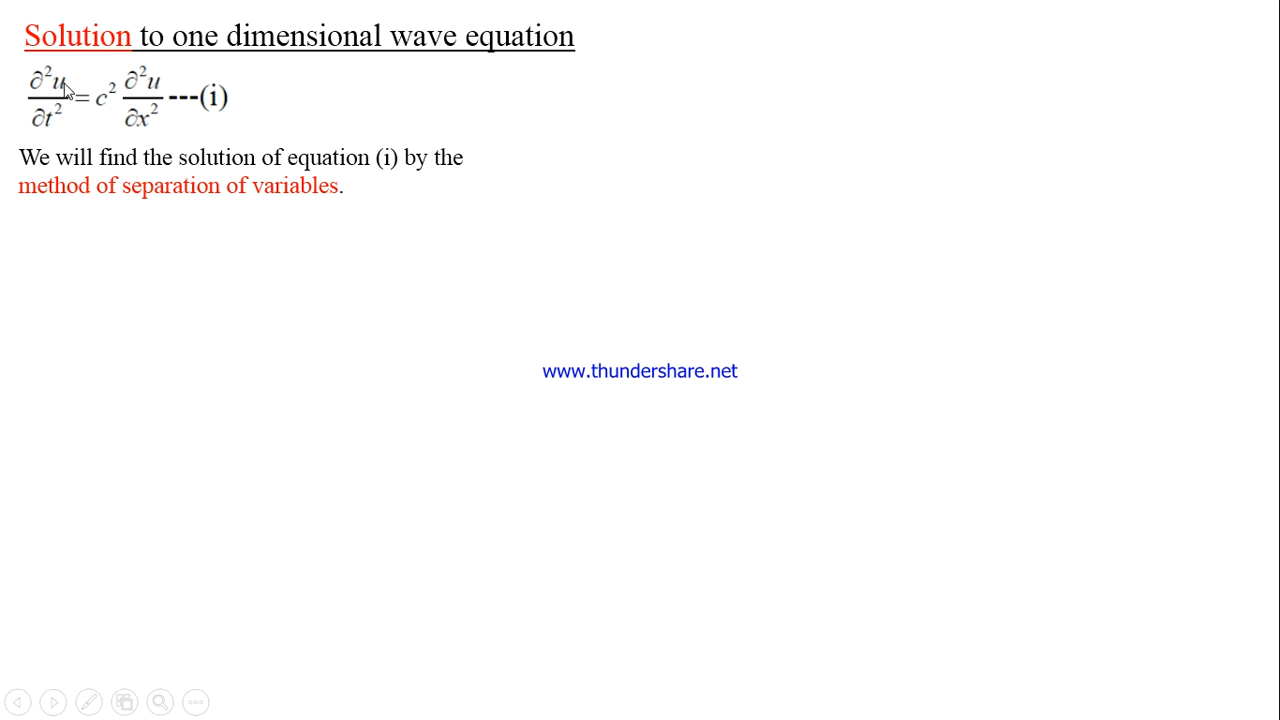 Solution to one dimensional wave equation
∂²u/∂t² = c² ∂²u/∂x² ---(i)
We will find the solution of equation (i) by the
method of separation of variables.
www.thundershare.net